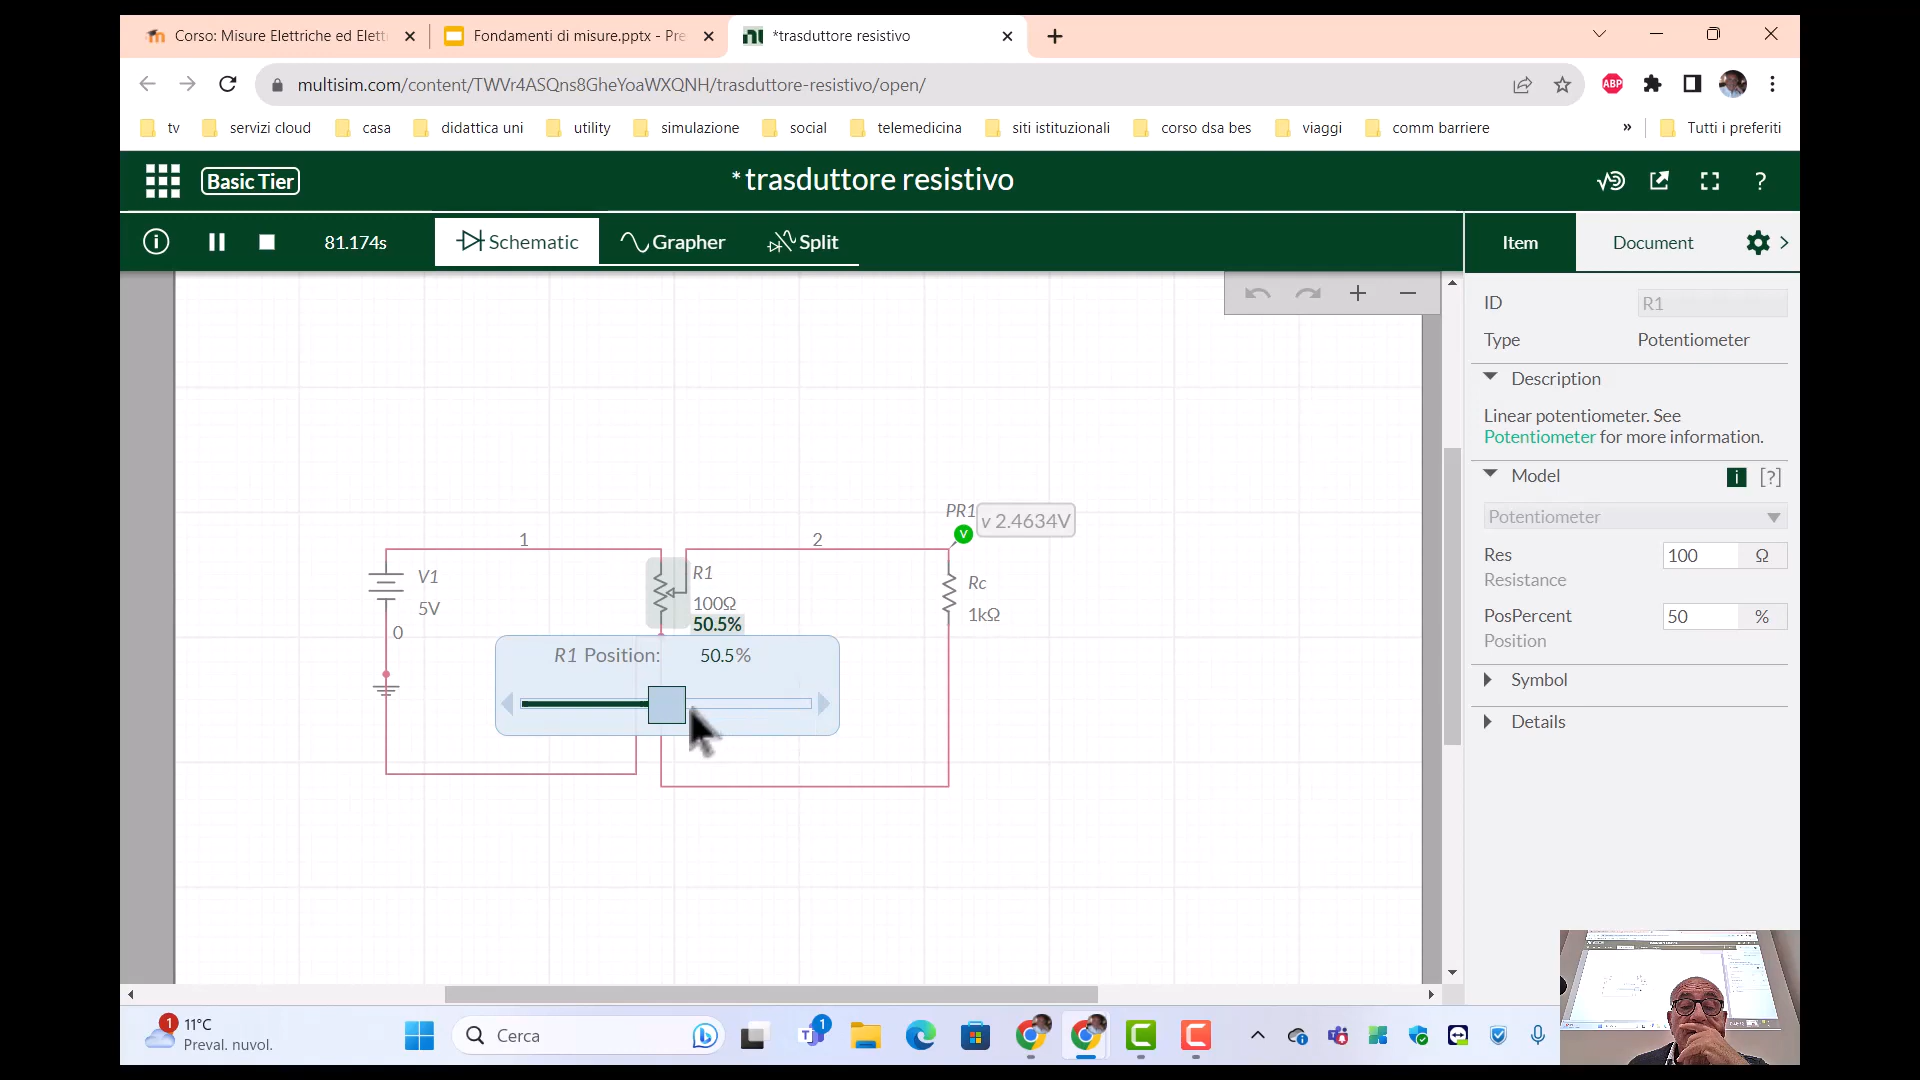 Corso: Misure Elettriche ed Elett
Fondamenti di misure.pptx - Pre
*trasduttore resistivo
multisim.com/content/TWVr4ASQns8GheYoaWXQNH/trasduttore-resistivo/open/
ABP
tv
servizi cloud
casa
didattica uni
utility
simulazione
social
telemedicina
siti istituzionali
corso dsa bes
viaggi
comm barriere
»
Tutti i preferiti
Basic Tier
*trasduttore resistivo
?
81.174s
Schematic
Grapher
Split
Item
Document
ID
R1
Type
Potentiometer
Description
Linear potentiometer. See
Potentiometer for more information.
Model
i
[?]
Potentiometer
Res
100
Ω
Resistance
PosPercent
50
%
Position
Symbol
Details
PR1
V
v 2.4634V
1
2
V1
5V
0
R1
100Ω
50.5%
Rc
1kΩ
R1 Position: 50.5%
1
11°C
Preval. nuvol.
Cerca
1